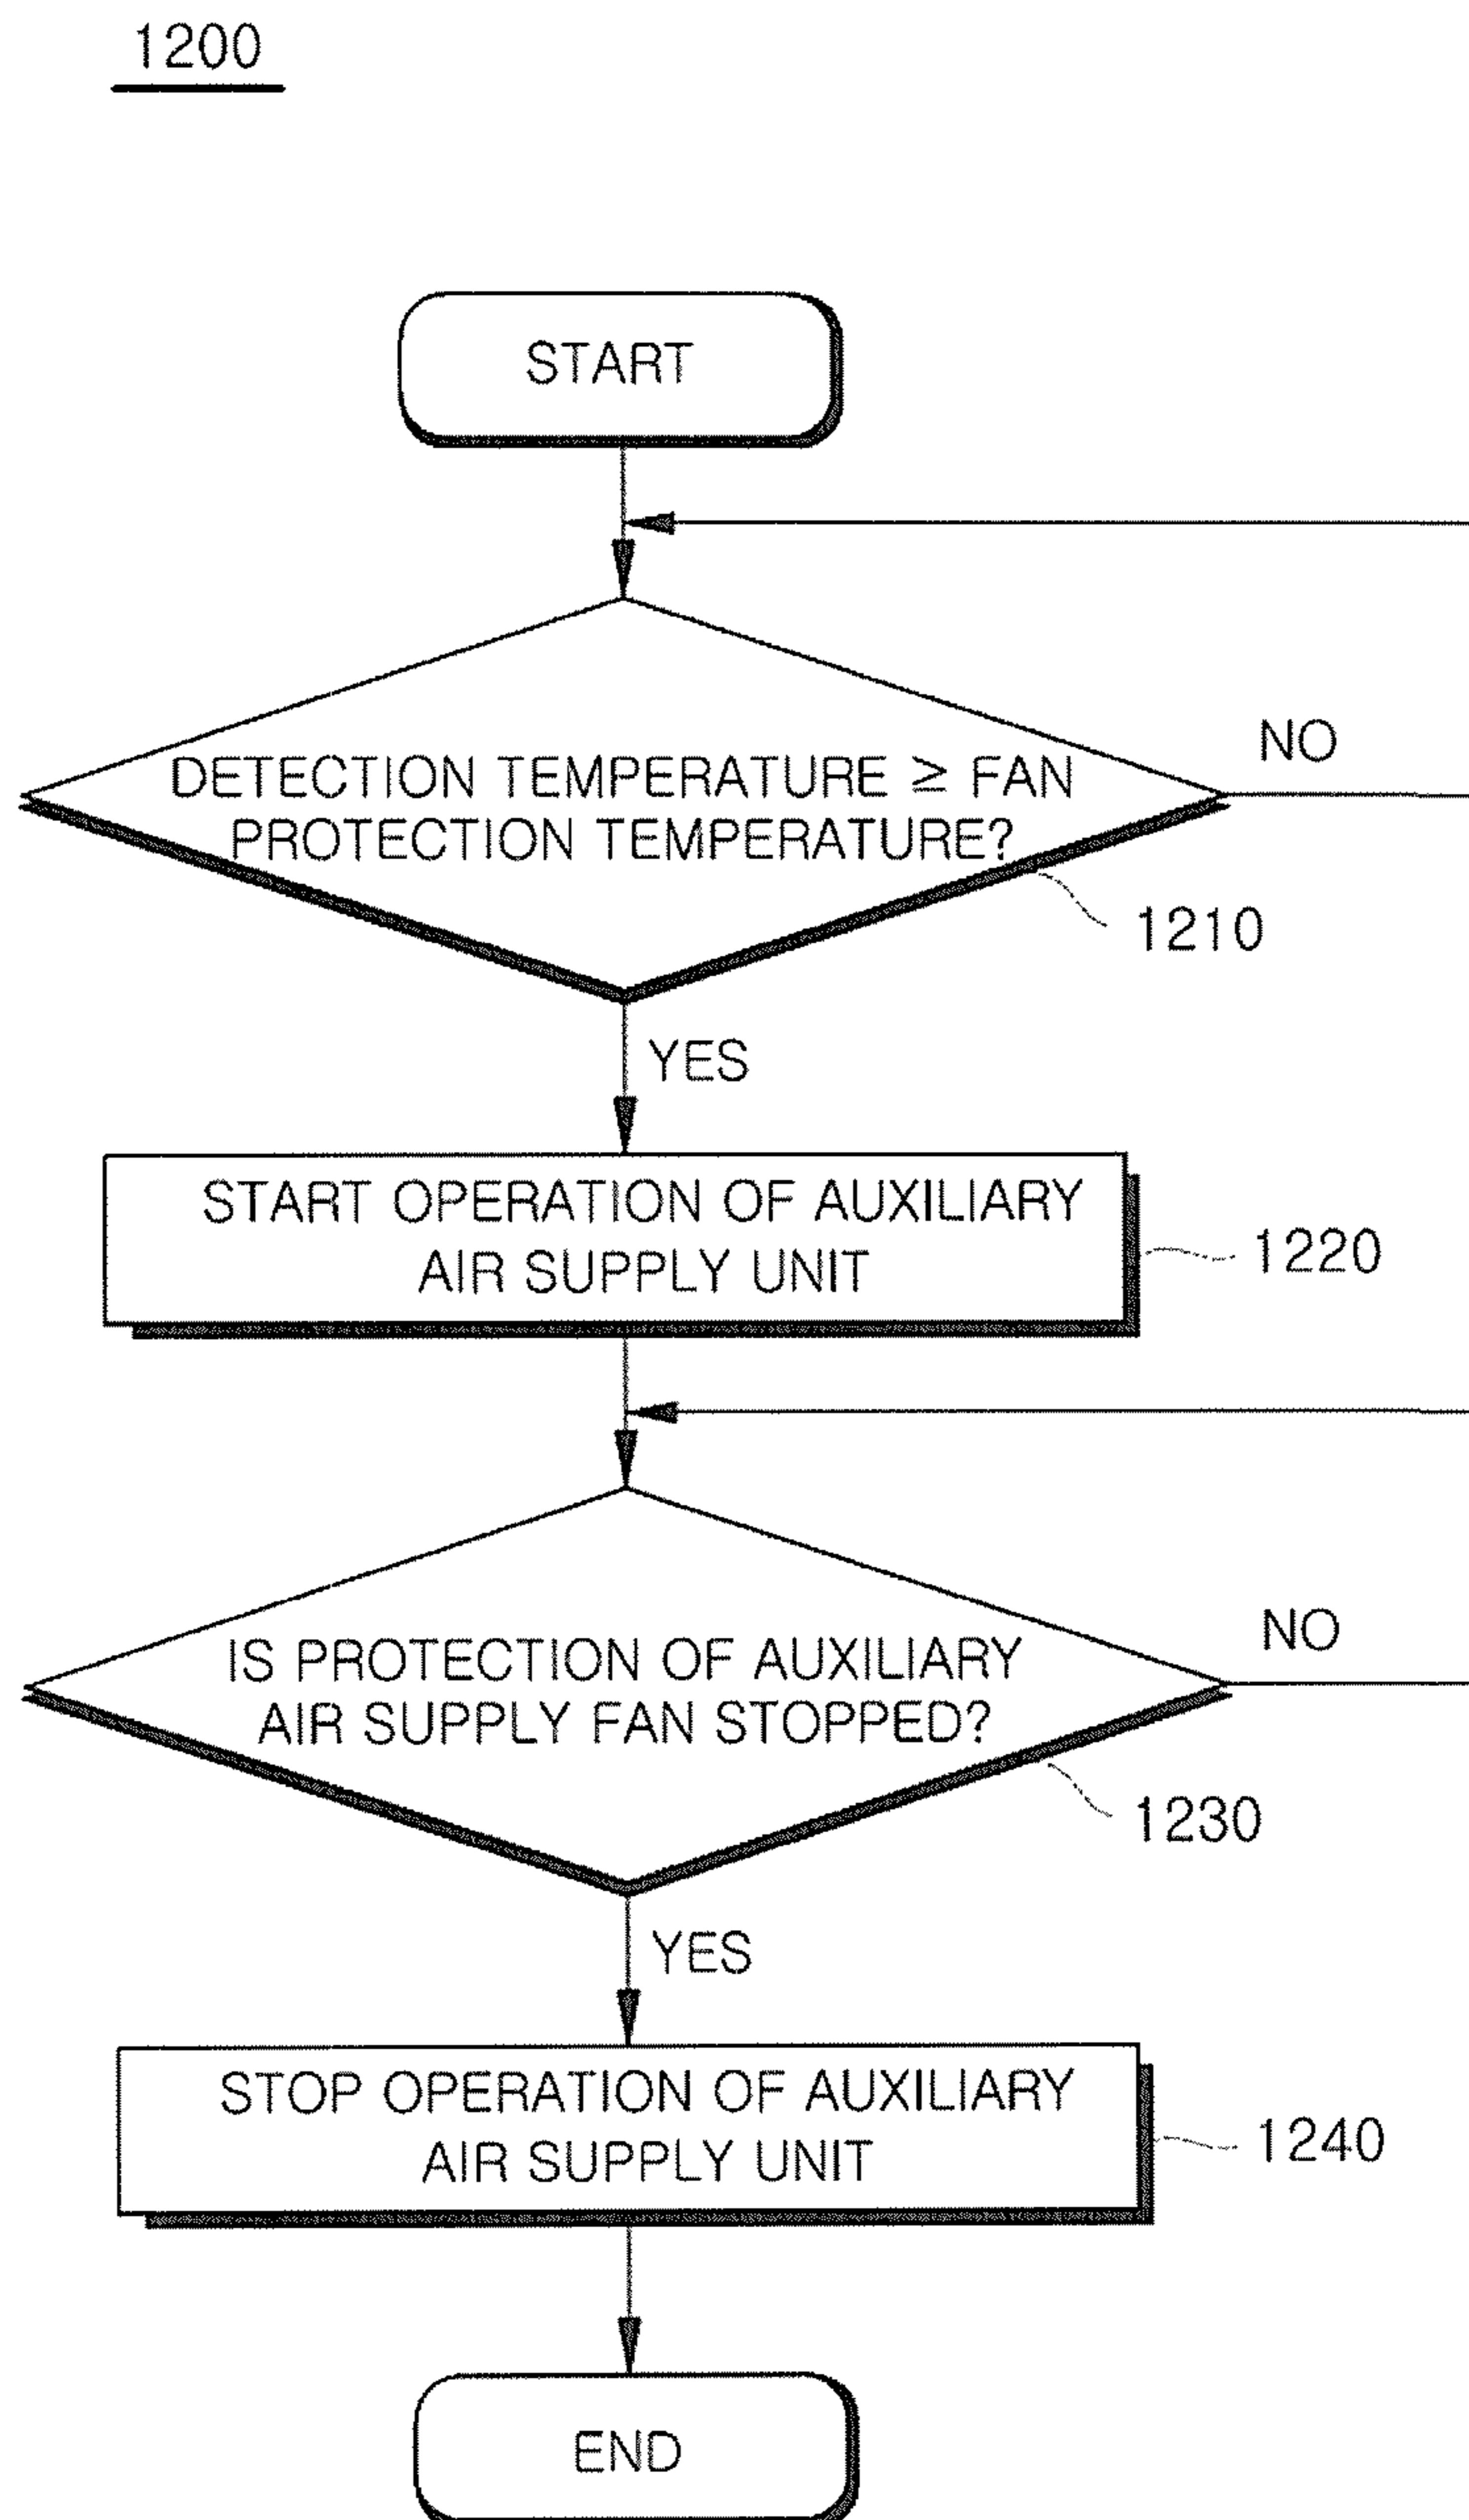 1200
START
DETECTION TEMPERATURE ≥ FAN
PROTECTION TEMPERATURE?
NO
1210
YES
START OPERATION OF AUXILIARY
AIR SUPPLY UNIT
1220
IS PROTECTION OF AUXILIARY
AIR SUPPLY FAN STOPPED?
NO
1230
YES
STOP OPERATION OF AUXILIARY
AIR SUPPLY UNIT
1240
END